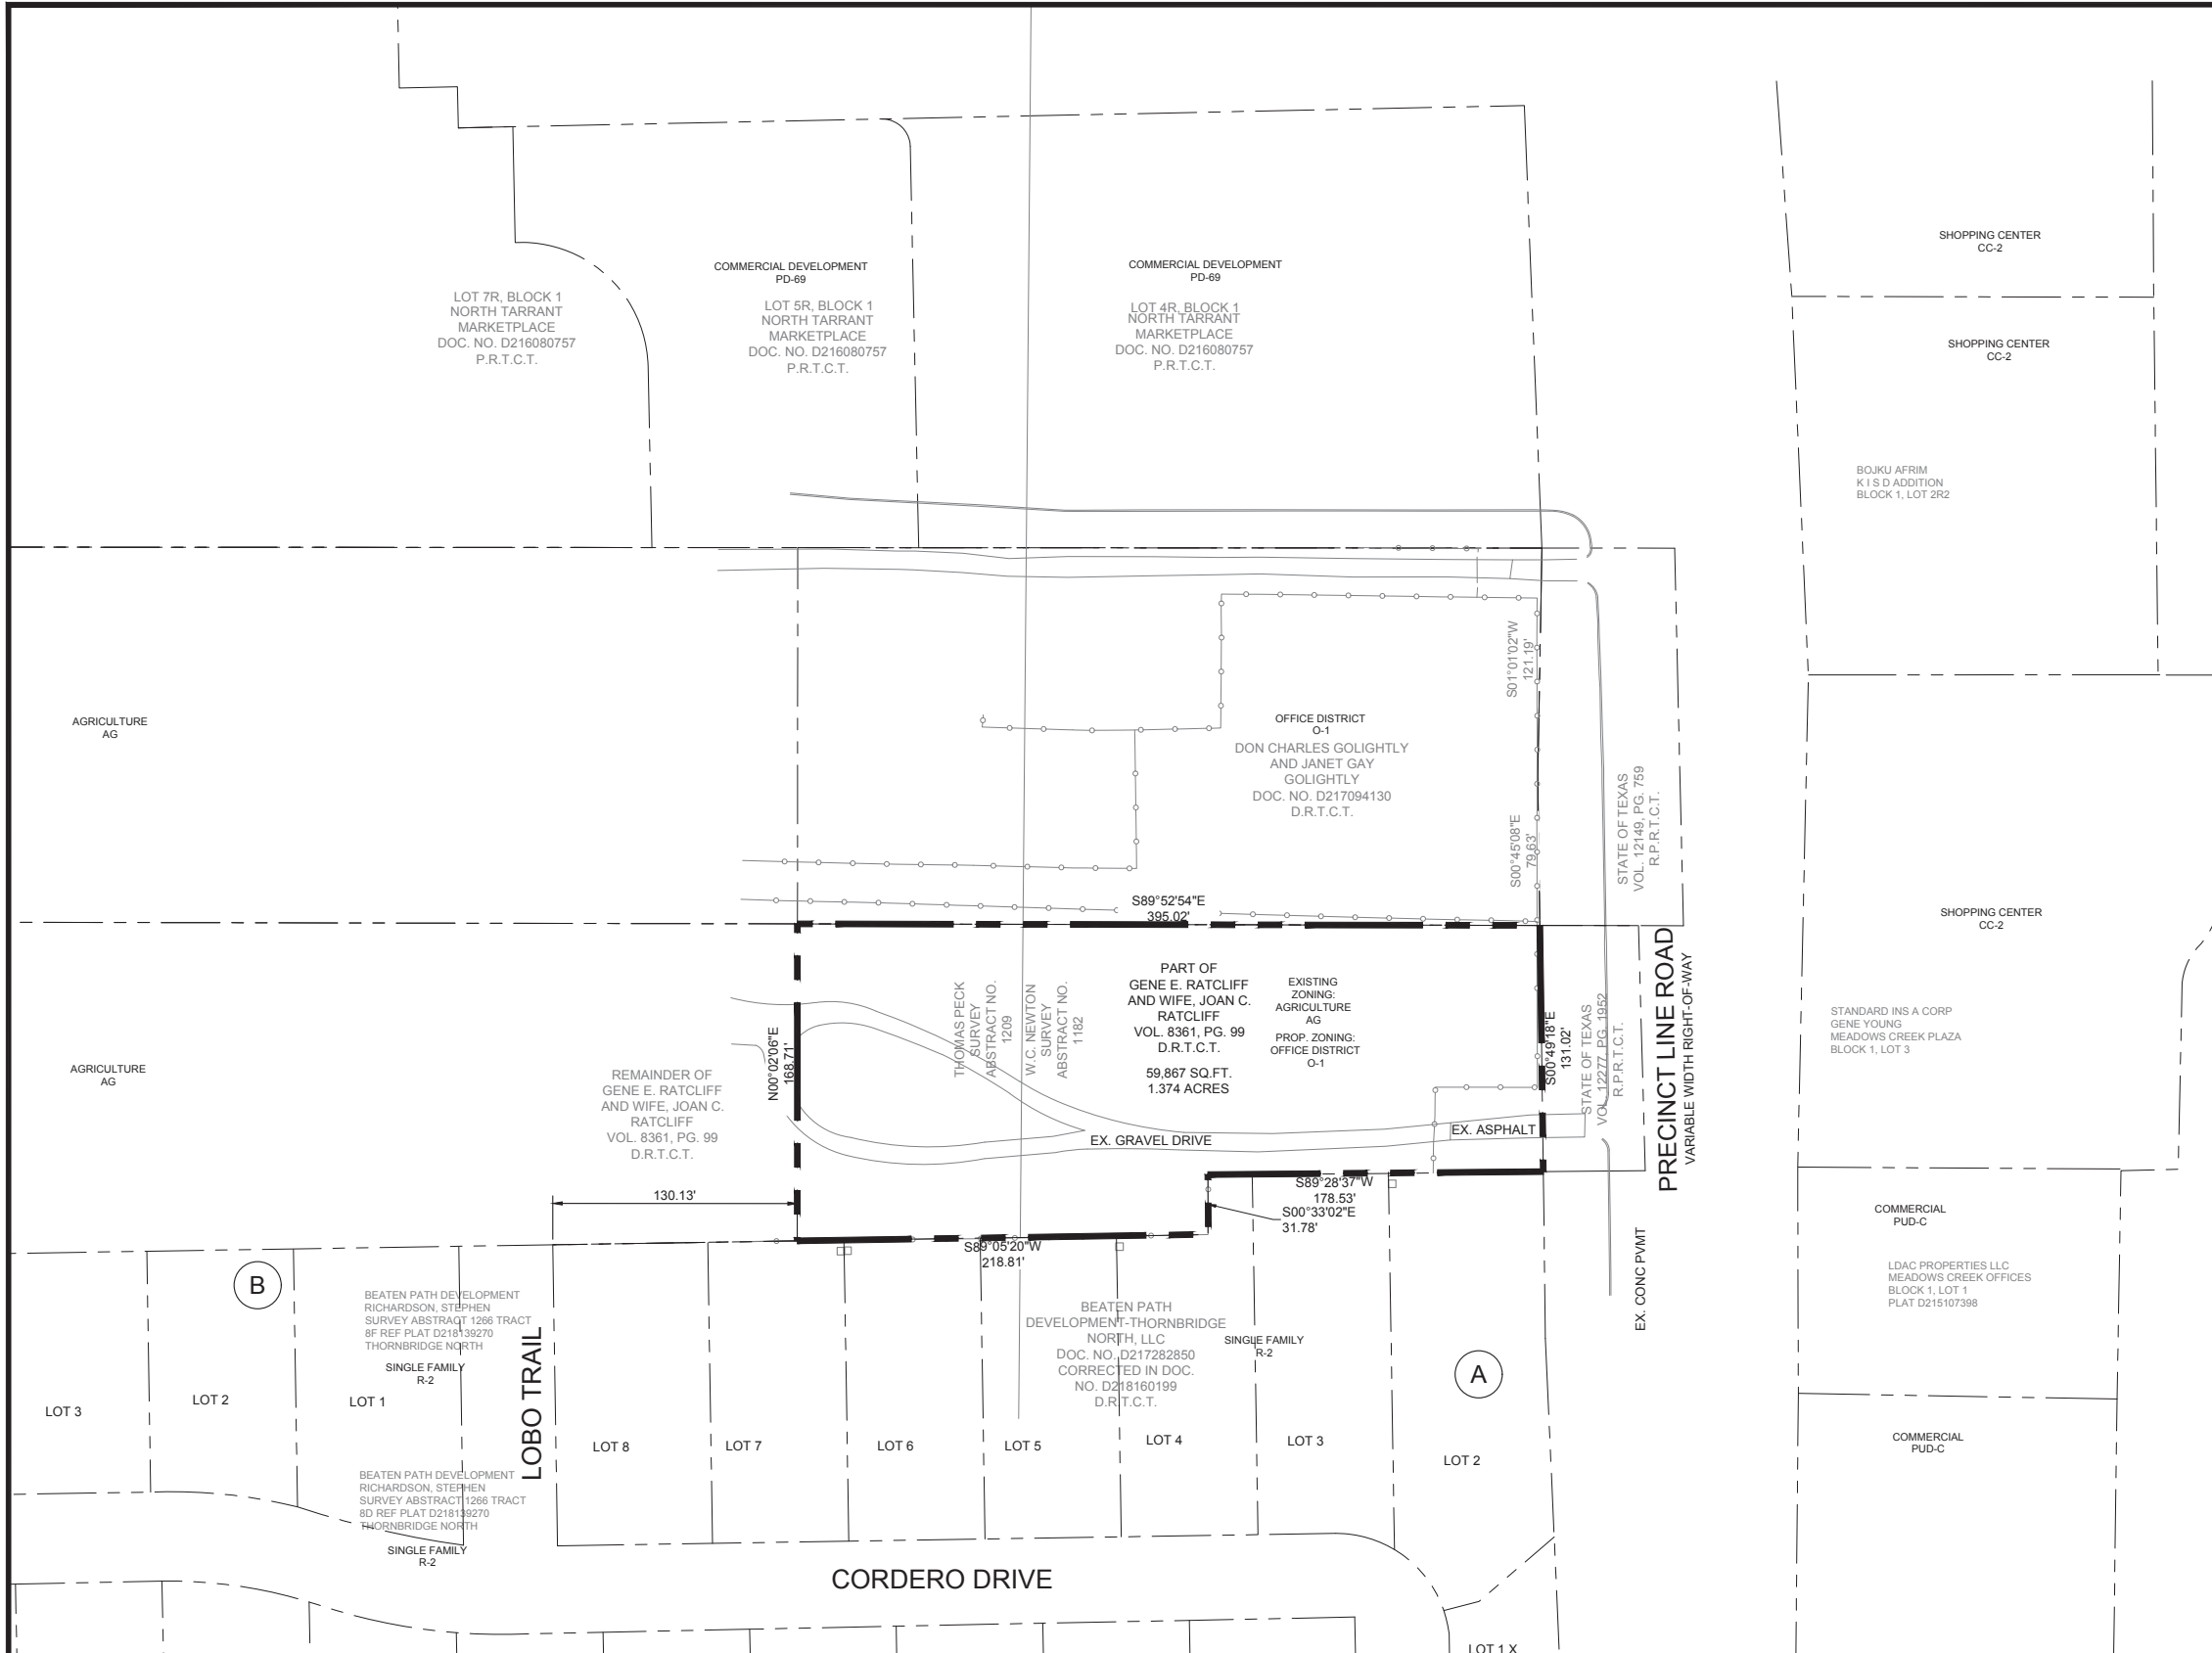 SHOPPING CENTER
CC-2
COMMERCIAL DEVELOPMENT
PD-69
COMMERCIAL DEVELOPMENT
PD-69
LOT 7R, BLOCK 1
NORTH TARRANT
MARKETPLACE
DOC. NO. D216080757
P.R.T.C.T.
LOT 5R, BLOCK 1
NORTH TARRANT
MARKETPLACE
DOC. NO. D216080757
P.R.T.C.T.
LOT 4R, BLOCK 1
NORTH TARRANT
MARKETPLACE
DOC. NO. D216080757
P.R.T.C.T.
SHOPPING CENTER
CC-2
BOJKU AFRIM
K I S D ADDITION
BLOCK 1, LOT 2R2
S01°01'02"W
121.19'
AGRICULTURE
AG
OFFICE DISTRICT
O-1
DON CHARLES GOLIGHTLY
AND JANET GAY
GOLIGHTLY
DOC. NO. D217094130
D.R.T.C.T.
STATE OF TEXAS
VOL. 12149, PG. 759
R.P.R.T.C.T.
S00°45'08"E
79.63'
S89°52'54"E
395.02'
SHOPPING CENTER
CC-2
PRECINCT LINE ROAD
VARIABLE WIDTH RIGHT-OF-WAY
THOMAS PECK
SURVEY
ABSTRACT NO.
1209
W.C. NEWTON
SURVEY
ABSTRACT NO.
1182
PART OF
GENE E. RATCLIFF
AND WIFE, JOAN C.
RATCLIFF
VOL. 8361, PG. 99
D.R.T.C.T.
59,867 SQ.FT.
1.374 ACRES
EXISTING
ZONING:
AGRICULTURE
AG
PROP. ZONING:
OFFICE DISTRICT
O-1
S00°49'18"E
131.02'
STATE OF TEXAS
VOL. 12277, PG. 1952
R.P.R.T.C.T.
STANDARD INS A CORP
GENE YOUNG
MEADOWS CREEK PLAZA
BLOCK 1, LOT 3
AGRICULTURE
AG
REMAINDER OF
GENE E. RATCLIFF
AND WIFE, JOAN C.
RATCLIFF
VOL. 8361, PG. 99
D.R.T.C.T.
N00°02'06"E
168.71'
EX. GRAVEL DRIVE
EX. ASPHALT
130.13'
S89°28'37"W
178.53'
S00°33'02"E
31.78'
S89°05'20"W
218.81'
COMMERCIAL
PUD-C
LDAC PROPERTIES LLC
MEADOWS CREEK OFFICES
BLOCK 1, LOT 1
PLAT D215107398
EX. CONC PVMT
B
BEATEN PATH DEVELOPMENT
RICHARDSON, STEPHEN
SURVEY ABSTRACT 1266 TRACT
8F REF PLAT D218139270
THORNBRIDGE NORTH
SINGLE FAMILY
R-2
LOBO TRAIL
BEATEN PATH
DEVELOPMENT-THORNBRIDGE
NORTH, LLC
DOC. NO. D217282850
CORRECTED IN DOC.
NO. D218160199
D.R.T.C.T.
SINGLE FAMILY
R-2
A
LOT 3
LOT 2
LOT 1
LOT 8
LOT 7
LOT 6
LOT 5
LOT 4
LOT 3
LOT 2
COMMERCIAL
PUD-C
BEATEN PATH DEVELOPMENT
RICHARDSON, STEPHEN
SURVEY ABSTRACT 1266 TRACT
8D REF PLAT D218139270
THORNBRIDGE NORTH
SINGLE FAMILY
R-2
CORDERO DRIVE
LOT 1 X